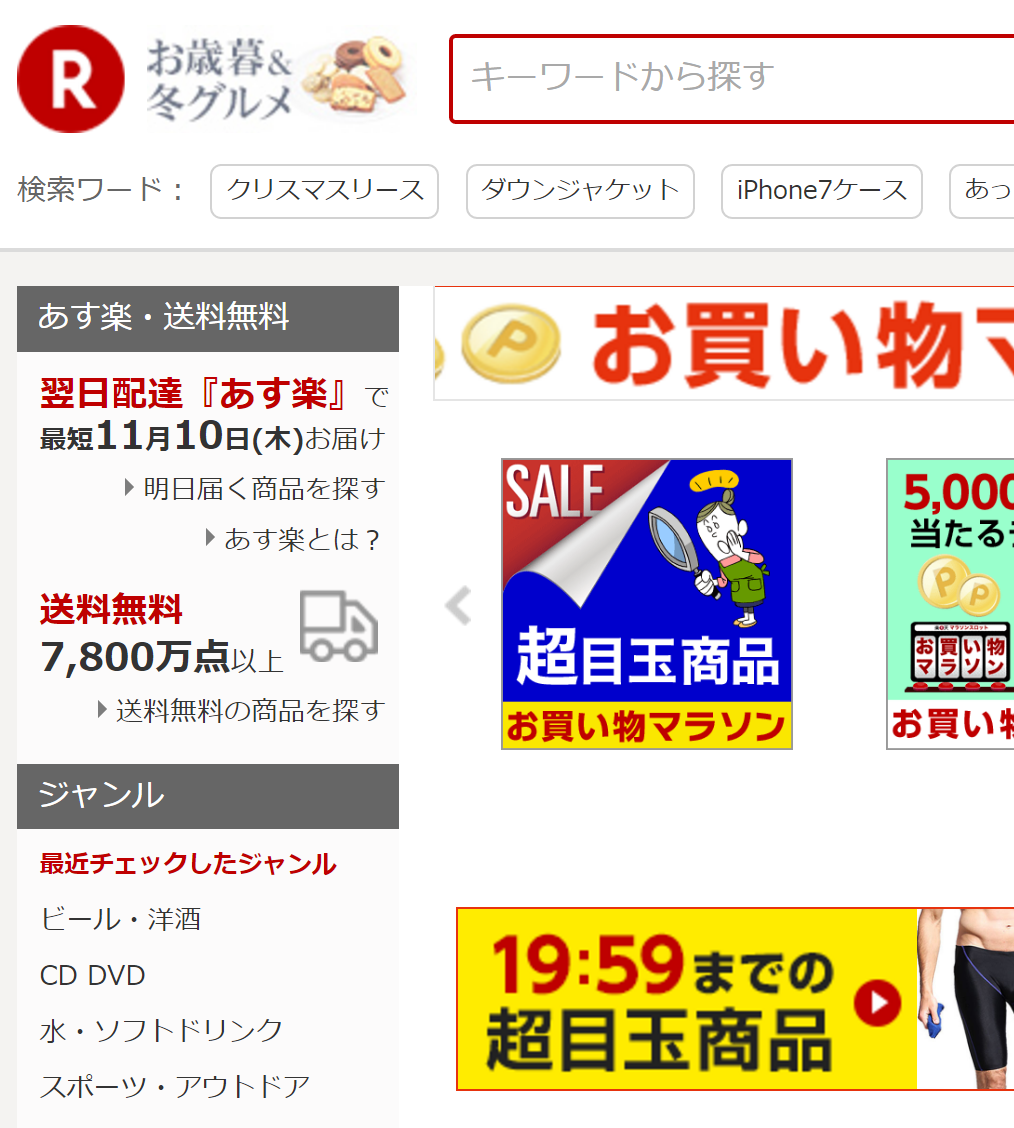 R
お歳暮&
冬グルメ
キーワードから探す
検索ワード：
クリスマスリース
ダウンジャケット
iPhone7ケース
あっ
あす楽・送料無料
翌日配達『あす楽』で
最短11月10日(木)お届け
明日届く商品を探す
あす楽とは？
送料無料
7,800万点以上
送料無料の商品を探す
ジャンル
最近チェックしたジャンル
ビール・洋酒
CD DVD
水・ソフトドリンク
スポーツ・アウトドア
お買い物マ
SALE
超目玉商品
お買い物マラソン
5,000
当たる
お買い物
マラソン
お買い物
19:59までの
超目玉商品